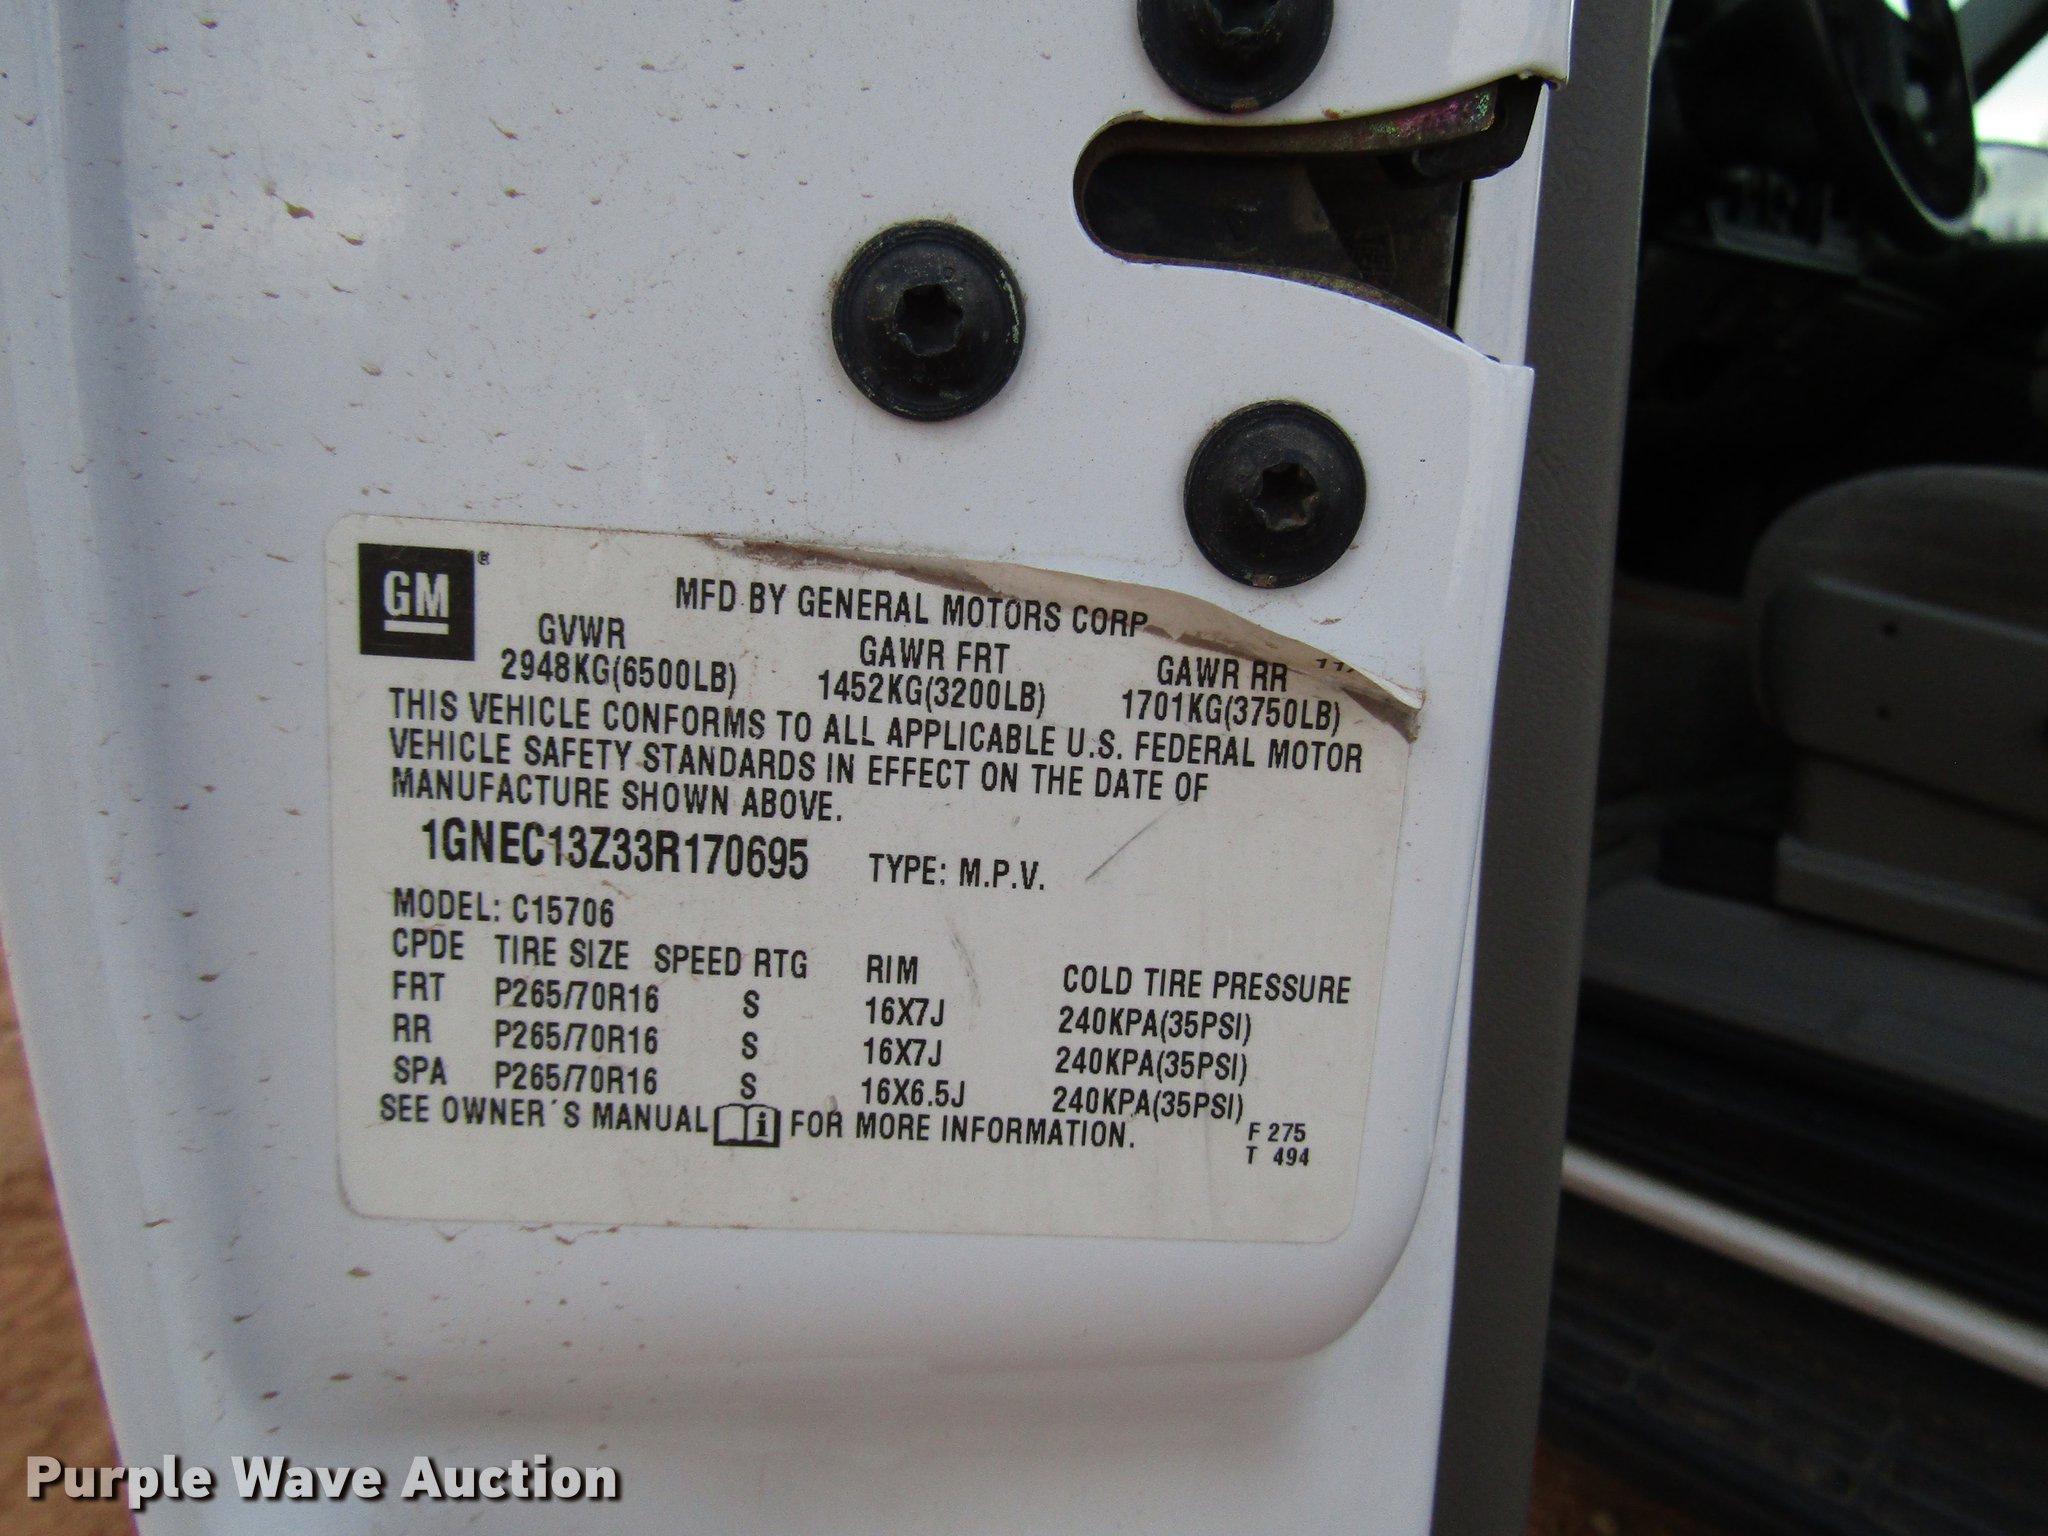 GM®
MFD BY GENERAL MOTORS CORP
GVWR GAWR FRT GAWR RR
2948KG(6500LB) 1452KG(3200LB) 1701KG(3750LB)
THIS VEHICLE CONFORMS TO ALL APPLICABLE U.S. FEDERAL MOTOR
VEHICLE SAFETY STANDARDS IN EFFECT ON THE DATE OF
MANUFACTURE SHOWN ABOVE.
1GNEC13Z33R170695 TYPE: M.P.V.
MODEL: C15706
CPDE TIRE SIZE SPEED RTG RIM COLD TIRE PRESSURE
FRT P265/70R16 S 16X7J 240KPA(35PSI)
RR P265/70R16 S 16X7J 240KPA(35PSI)
SPA P265/70R16 S 16X6.5J 240KPA(35PSI)
SEE OWNER´S MANUAL FOR MORE INFORMATION.
F 275
T 494
Purple Wave Auction